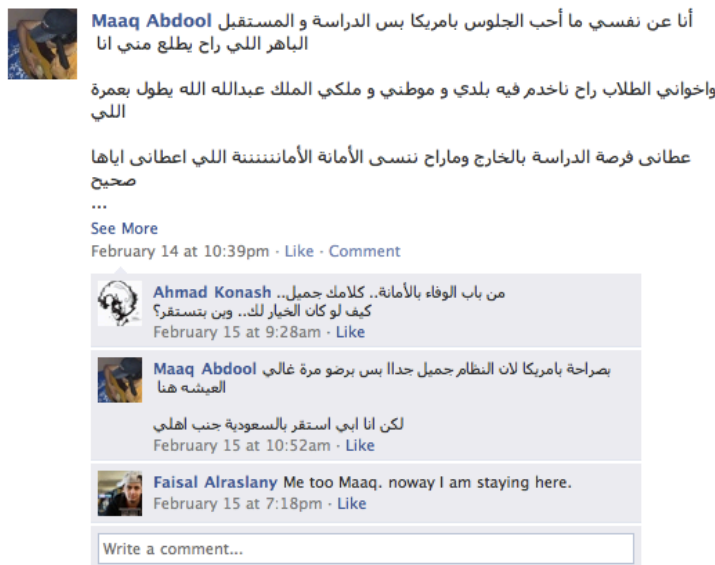 Maaq Abdool أنا عن نفسي ما أحب الجلوس بامريكا بس الدراسة و المستقبل
الباهر اللي راح يطلع مني انا
واخواني الطلاب راح ناخدم فيه بلدي و موطني و ملكي الملك عبدالله الله يطول بعمرة
اللي
عطانى فرصة الدراسة بالخارج وماراح ننسى الأمانة الأمانننننننة اللي اعطانى اياها
صحيح
...
See More
February 14 at 10:39pm · Like · Comment
Ahmad Konash من باب الوفاء بالأمانة.. كلامك جميل..
كيف لو كان الخيار لك.. وين بتستقر؟
February 15 at 9:28am · Like
Maaq Abdool بصراحة بامريكا لان النظام جميل جداا بس برضو مرة غالي
العيشه هنا
لكن انا ابي استقر بالسعودية جنب اهلي
February 15 at 10:52am · Like
Faisal Alraslany Me too Maaq. noway I am staying here.
February 15 at 7:18pm · Like
Write a comment...